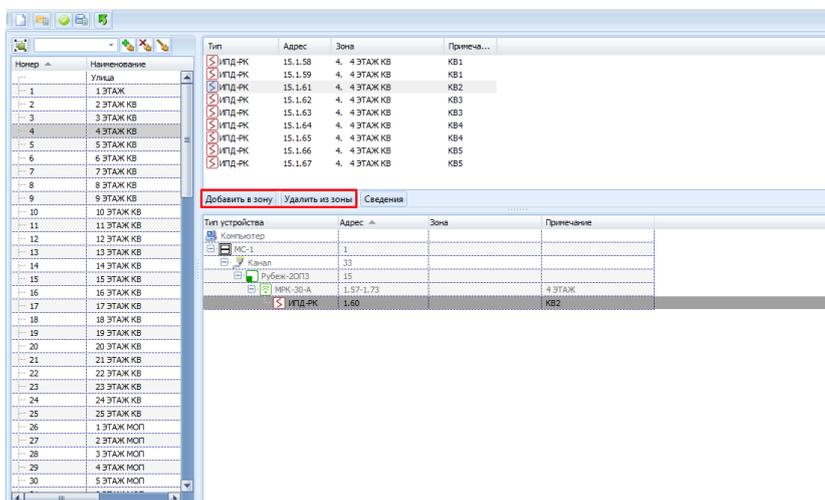 Номер Наименование
Улица
1 1 ЭТАЖ
2 2 ЭТАЖ КВ
3 3 ЭТАЖ КВ
4 4 ЭТАЖ КВ
5 5 ЭТАЖ КВ
6 6 ЭТАЖ КВ
7 7 ЭТАЖ КВ
8 8 ЭТАЖ КВ
9 9 ЭТАЖ КВ
10 10 ЭТАЖ КВ
11 11 ЭТАЖ КВ
12 12 ЭТАЖ КВ
13 13 ЭТАЖ КВ
14 14 ЭТАЖ КВ
15 15 ЭТАЖ КВ
16 16 ЭТАЖ КВ
17 17 ЭТАЖ КВ
18 18 ЭТАЖ КВ
19 19 ЭТАЖ КВ
20 20 ЭТАЖ КВ
21 21 ЭТАЖ КВ
22 22 ЭТАЖ КВ
23 23 ЭТАЖ КВ
24 24 ЭТАЖ КВ
25 25 ЭТАЖ КВ
26 1 ЭТАЖ МОП
27 2 ЭТАЖ МОП
28 3 ЭТАЖ МОП
29 4 ЭТАЖ МОП
30 5 ЭТАЖ МОП
Тип Адрес Зона Примеча...
ИПД-РК 15.1.58 4. 4 ЭТАЖ КВ КВ1
ИПД-РК 15.1.59 4. 4 ЭТАЖ КВ КВ1
ИПД-РК 15.1.61 4. 4 ЭТАЖ КВ КВ2
ИПД-РК 15.1.62 4. 4 ЭТАЖ КВ КВ3
ИПД-РК 15.1.63 4. 4 ЭТАЖ КВ КВ3
ИПД-РК 15.1.64 4. 4 ЭТАЖ КВ КВ4
ИПД-РК 15.1.65 4. 4 ЭТАЖ КВ КВ4
ИПД-РК 15.1.66 4. 4 ЭТАЖ КВ КВ5
ИПД-РК 15.1.67 4. 4 ЭТАЖ КВ КВ5
Добавить в зону Удалить из зоны Сведения
Тип устройства Адрес Зона Примечание
Компьютер
МС-1 1
Канал 33
Рубеж-2ОП3 15
МРК-30-А 1.57-1.73 4 ЭТАЖ
ИПД-РК 1.60 КВ2